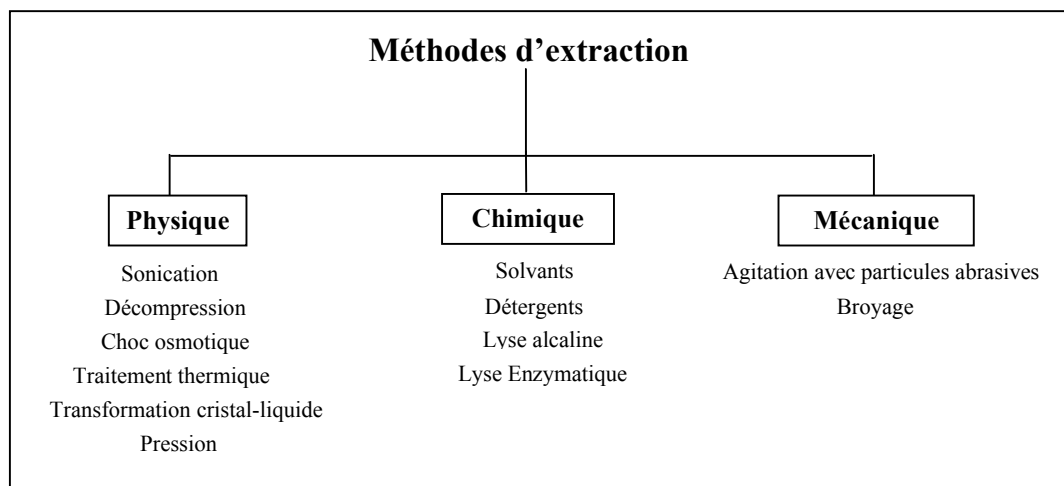 Méthodes d'extraction
Physique
Sonication
Décompression
Choc osmotique
Traitement thermique
Transformation cristal-liquide
Pression
Chimique
Solvants
Détergents
Lyse alcaline
Lyse Enzymatique
Mécanique
Agitation avec particules abrasives
Broyage